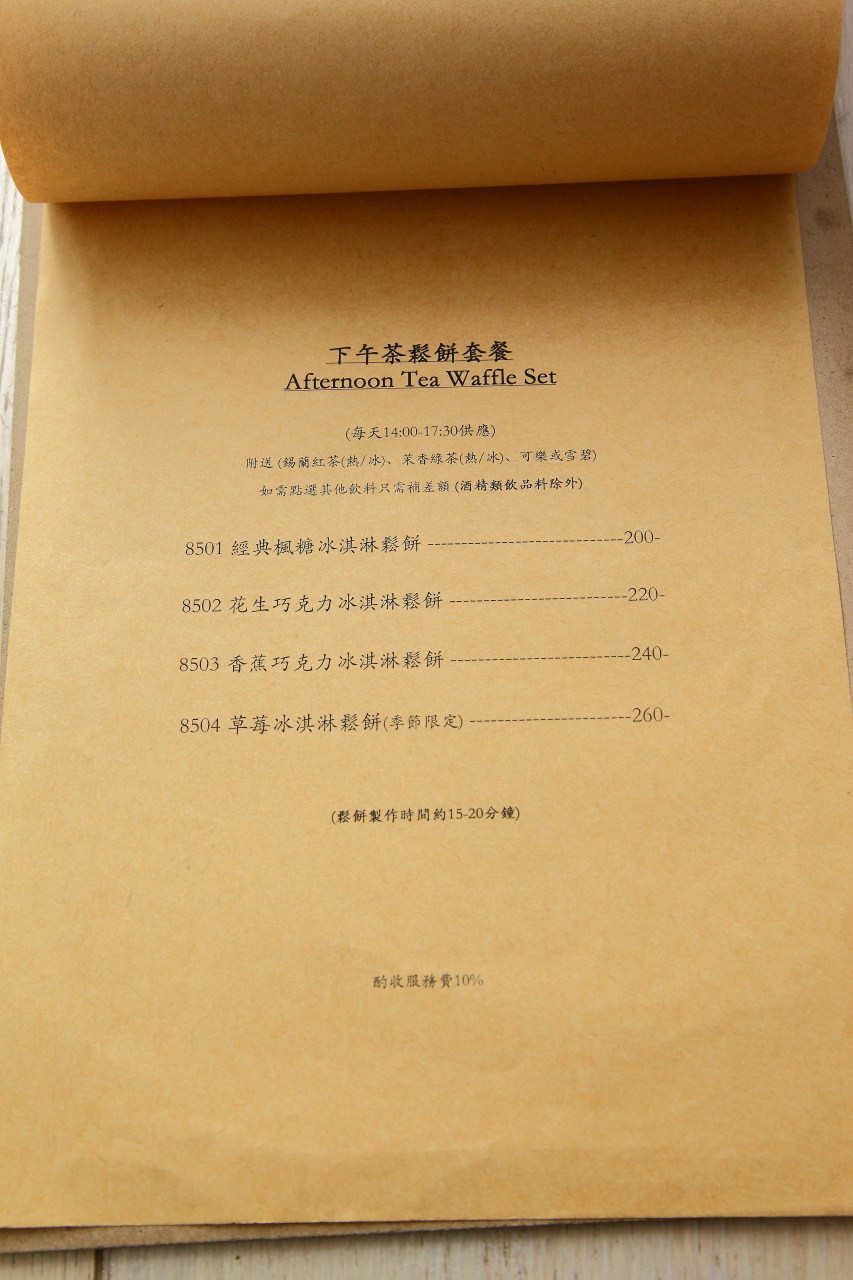 下午茶鬆餅套餐
Afternoon Tea Waffle Set
(每天14:00-17:30供應)
附送 (錫蘭紅茶(熱/冰)、茉香綠茶(熱/冰)、可樂或雪碧)
如需點選其他飲料只需補差額 (酒精類飲品料除外)
8501 經典楓糖冰淇淋鬆餅 -----------------------------200-
8502 花生巧克力冰淇淋鬆餅 --------------------------220-
8503 香蕉巧克力冰淇淋鬆餅 --------------------------240-
8504 草莓冰淇淋鬆餅(季節限定) -----------------------260-
(鬆餅製作時間約15-20分鐘)
酌收服務費10%